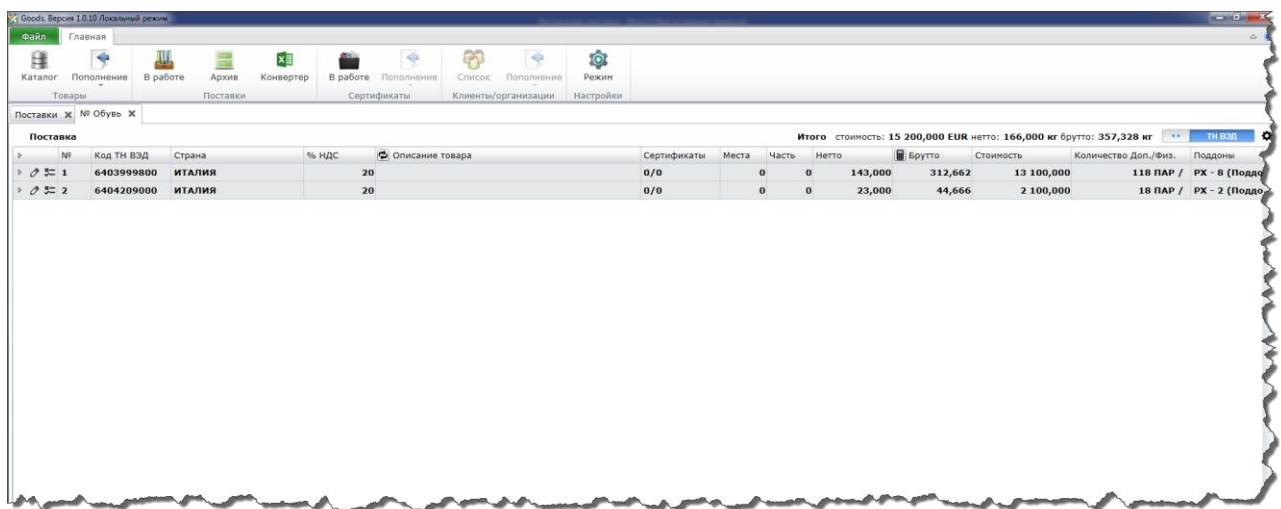 Goods. Версия 1.0.10 Локальный режим
Файл Главная
Каталог Пополнение В работе Архив Конвертер В работе Пополнение Список Пополнение Режим
Товары Поставки Сертификаты Клиенты/организации Настройки
Поставки № Обувь
Поставка Итого стоимость: 15 200,000 EUR нетто: 166,000 кг брутто: 357,328 кг ТН ВЭД
№ Код ТН ВЭД Страна % НДС Описание товара Сертификаты Места Часть Нетто Брутто Стоимость Количество Доп./Физ. Поддоны
1 6403999800 ИТАЛИЯ 20 0/0 0 0 143,000 312,662 13 100,000 118 ПАР / PX - 8 (Поддо
2 6404209000 ИТАЛИЯ 20 0/0 0 0 23,000 44,666 2 100,000 18 ПАР / PX - 2 (Поддо